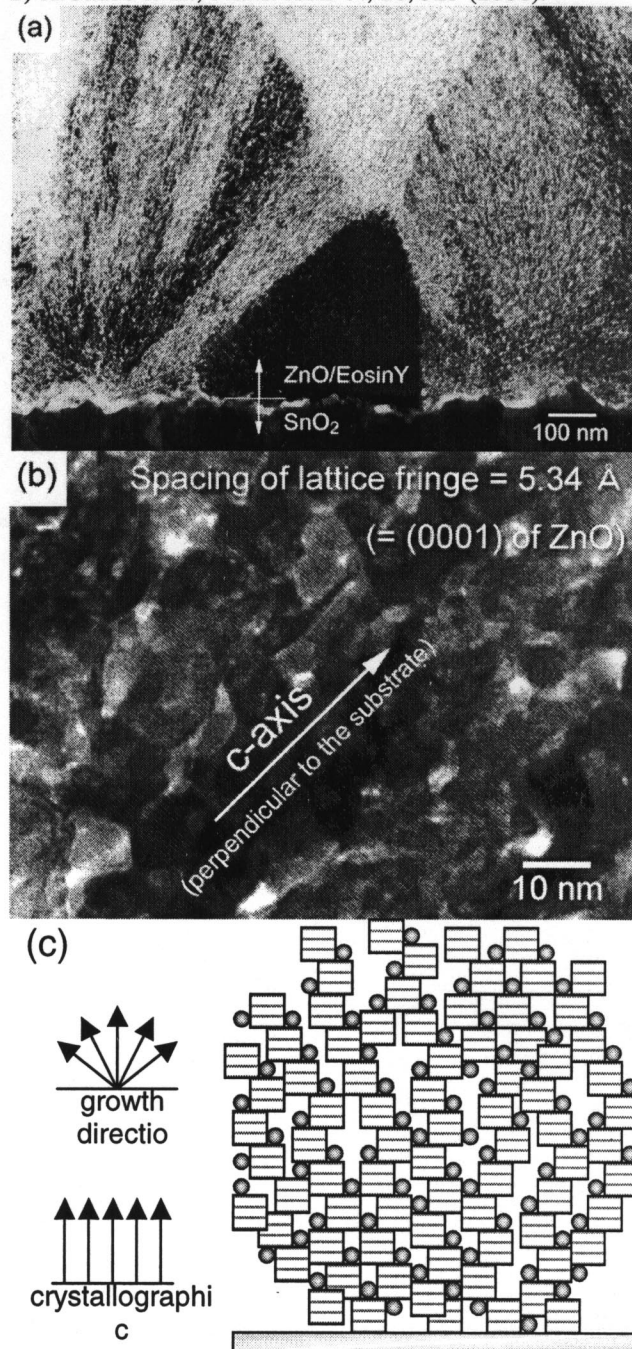 (a)
ZnO/EosinY
SnO₂
100 nm
(b)
Spacing of lattice fringe = 5.34 Å
(= (0001) of ZnO)
c-axis
(perpendicular to the substrate)
10 nm
(c)
growth
directio
crystallographi
c